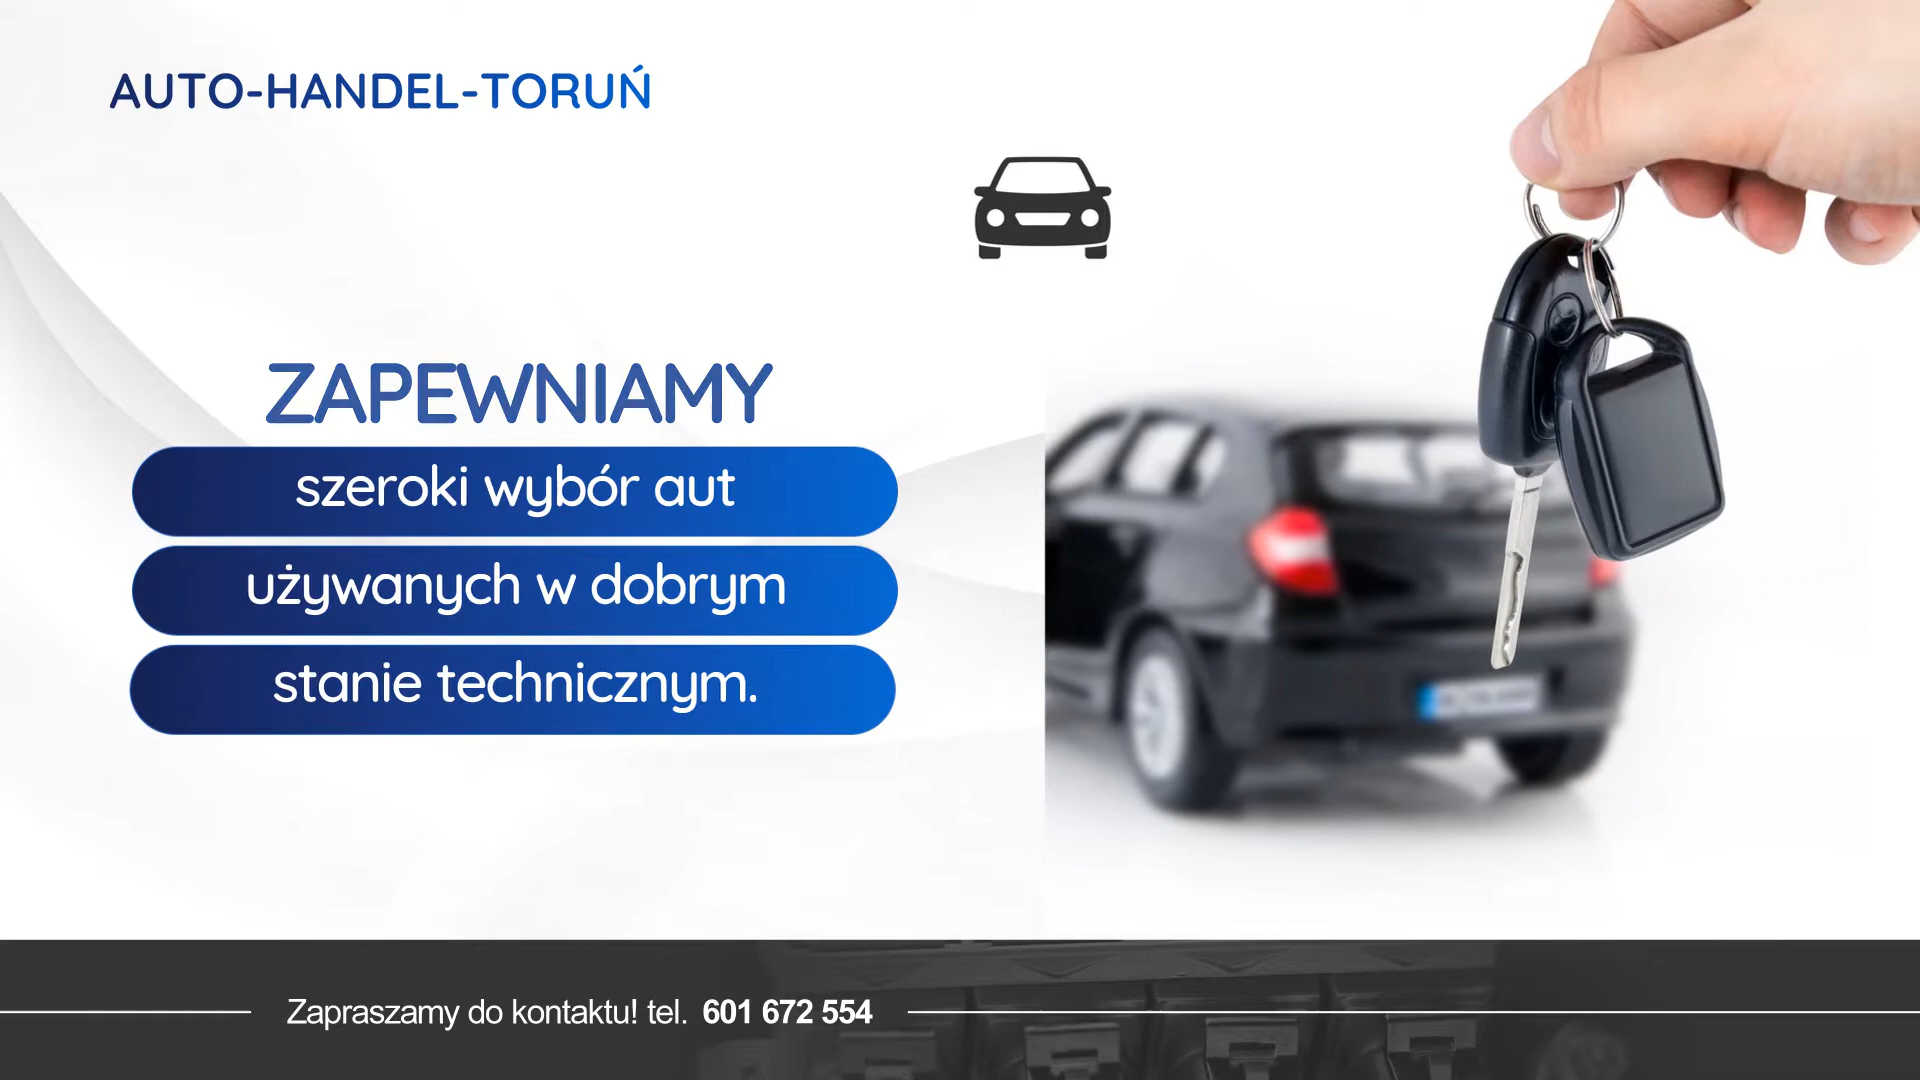 AUTO-HANDEL-TORUŃ
ZAPEWNIAMY
szeroki wybór aut
używanych w dobrym
stanie technicznym.
Zapraszamy do kontaktu! tel. 601 672 554